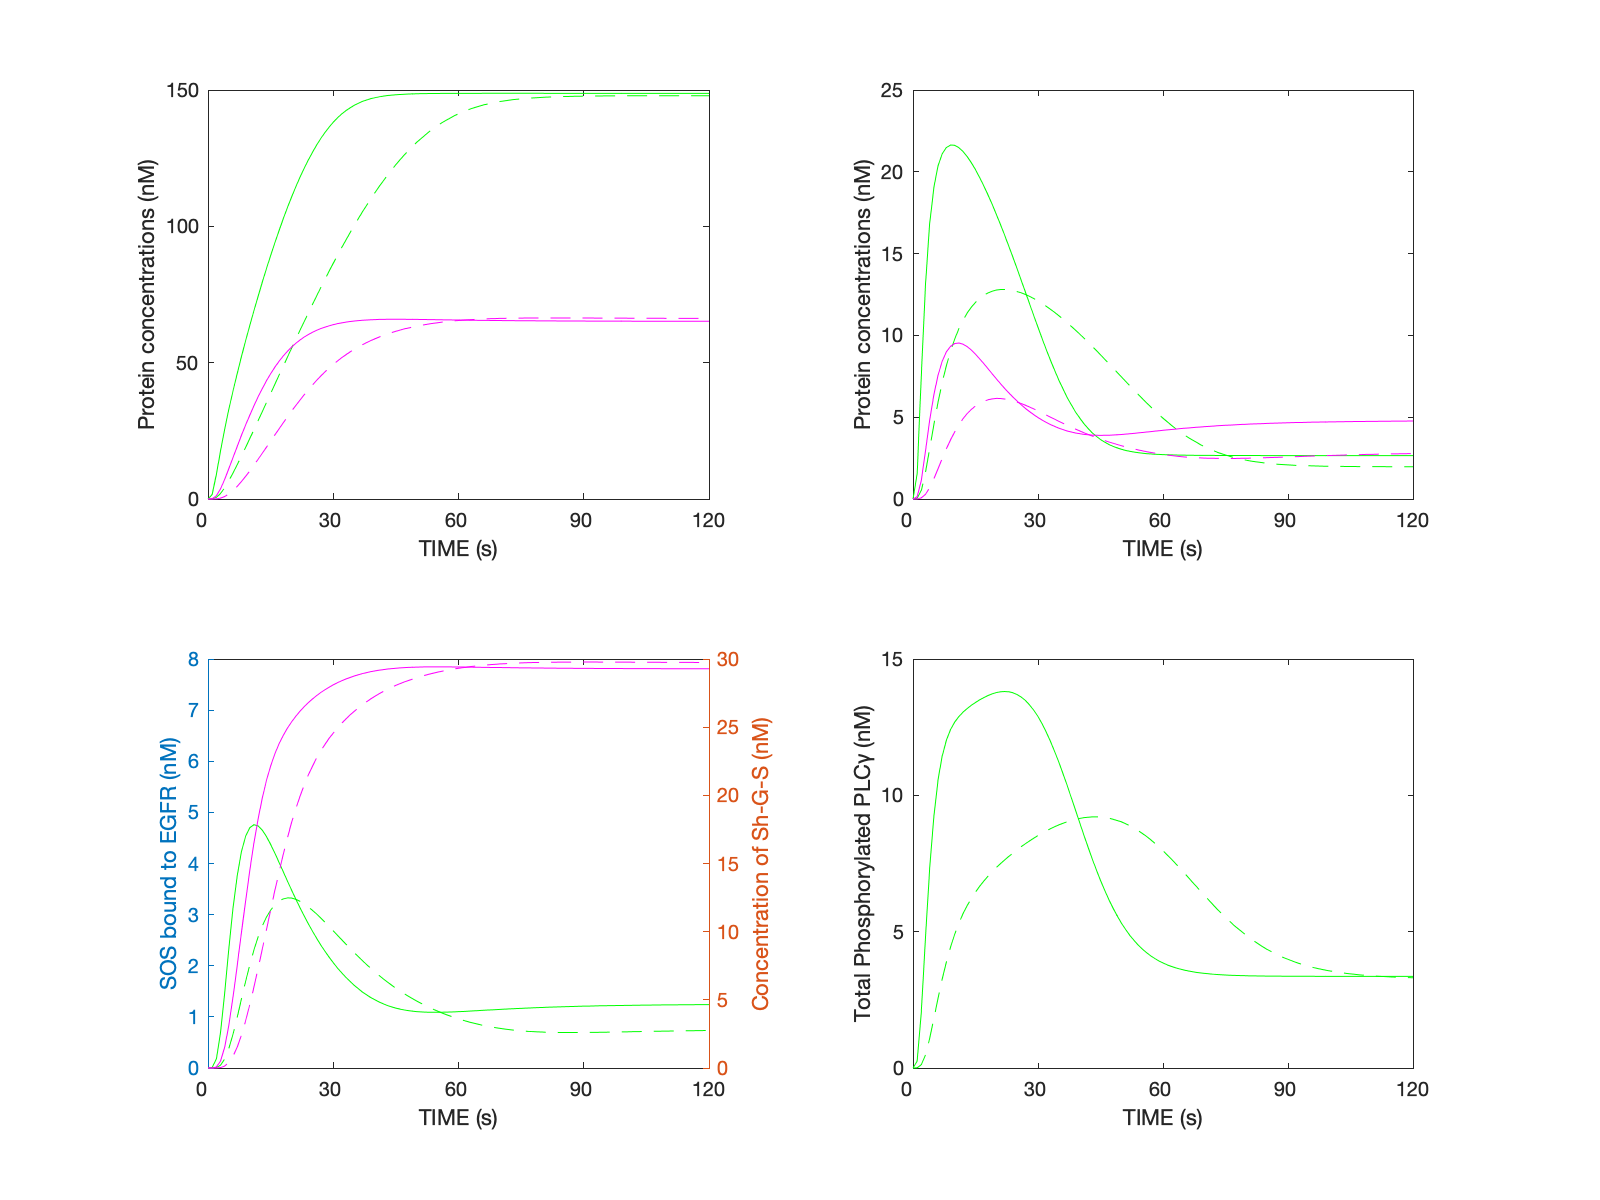 150
100
50
0
0 30 60 90 120
TIME (s)
Protein concentrations (nM)
25
20
15
10
5
0
0 30 60 90 120
TIME (s)
Protein concentrations (nM)
8
7
6
5
4
3
2
1
0
SOS bound to EGFR (nM)
0 30 60 90 120
TIME (s)
30
25
20
15
10
5
0
Concentration of Sh-G-S (nM)
15
10
5
0
0 30 60 90 120
TIME (s)
Total Phosphorylated PLCγ (nM)